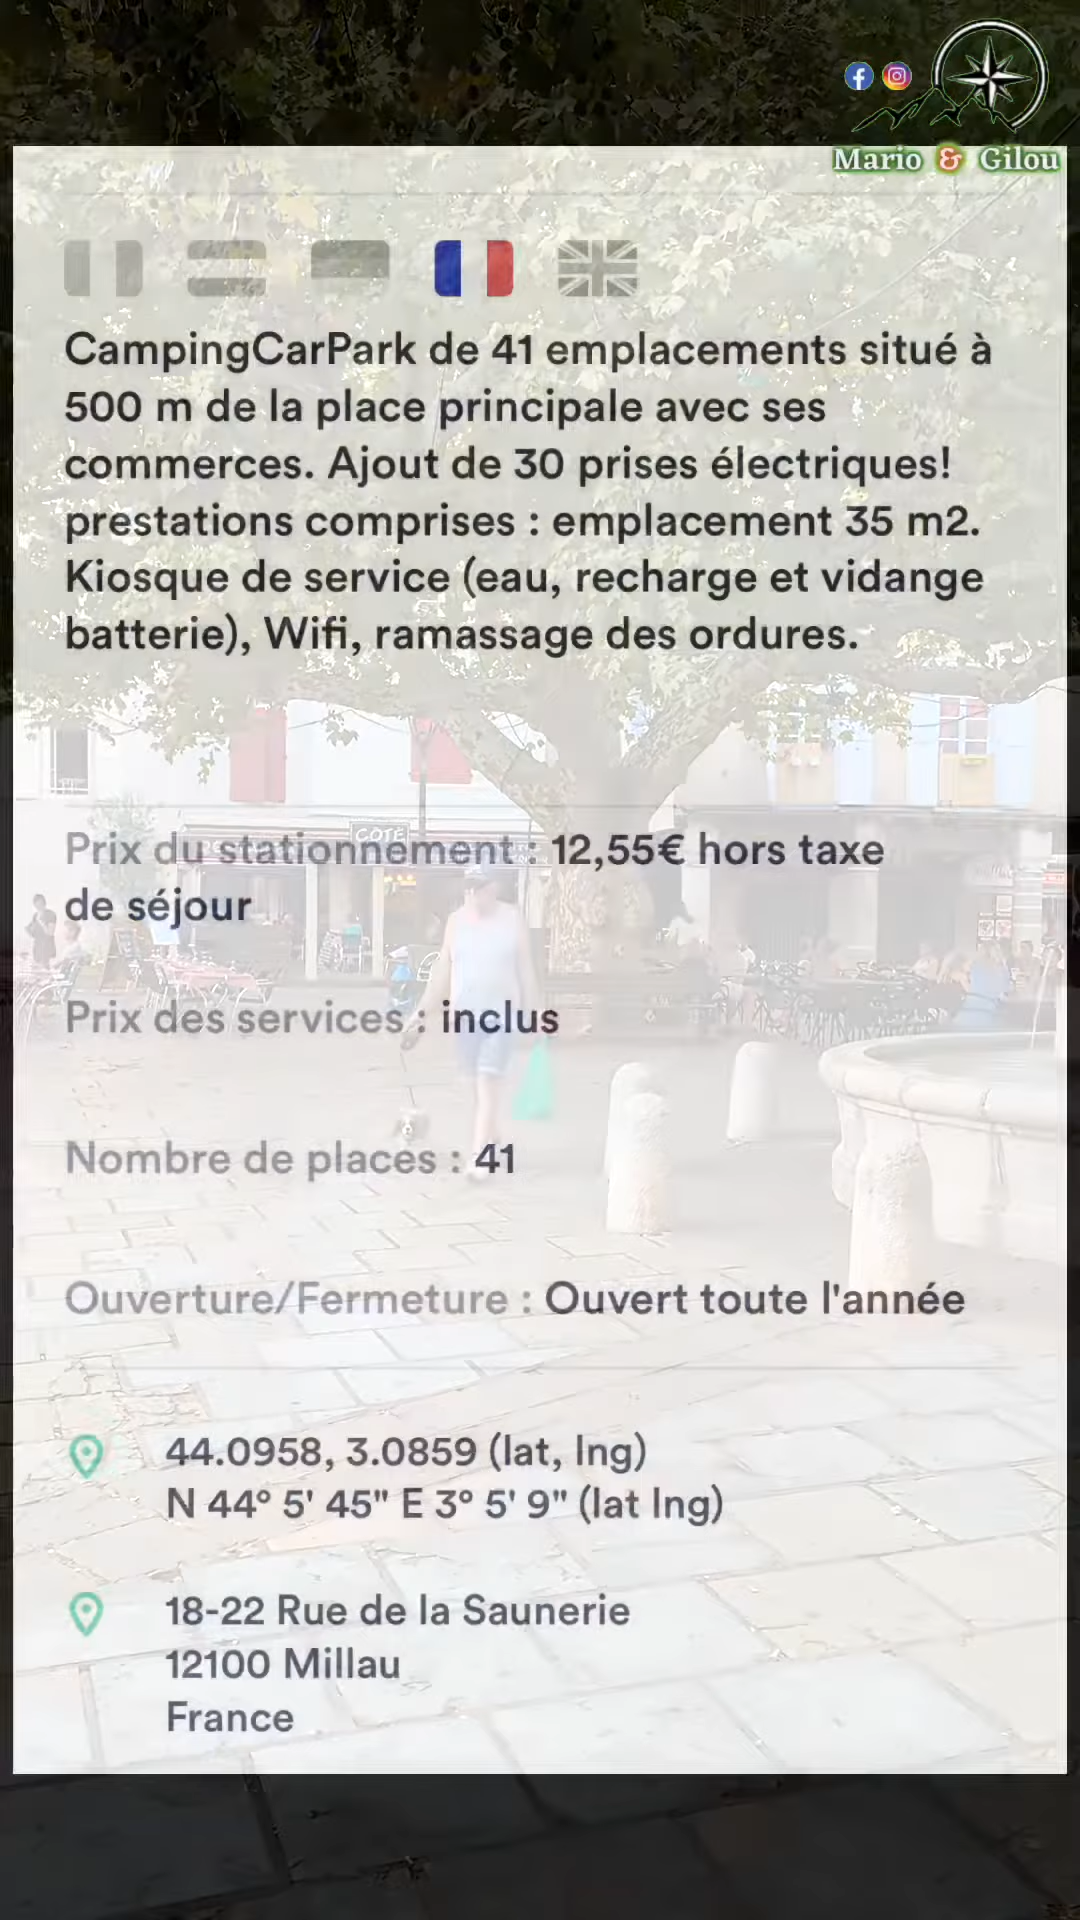 Mario & Gilou
CampingCarPark de 41 emplacements situé à
500 m de la place principale avec ses
commerces. Ajout de 30 prises électriques!
prestations comprises : emplacement 35 m2.
Kiosque de service (eau, recharge et vidange
batterie), Wifi, ramassage des ordures.
CÔTÉ
Prix du stationnement : 12,55€ hors taxe
de séjour
Prix des services : inclus
Nombre de places : 41
Ouverture/Fermeture : Ouvert toute l'année
44.0958, 3.0859 (lat, lng)
N 44° 5' 45" E 3° 5' 9" (lat lng)
18-22 Rue de la Saunerie
12100 Millau
France